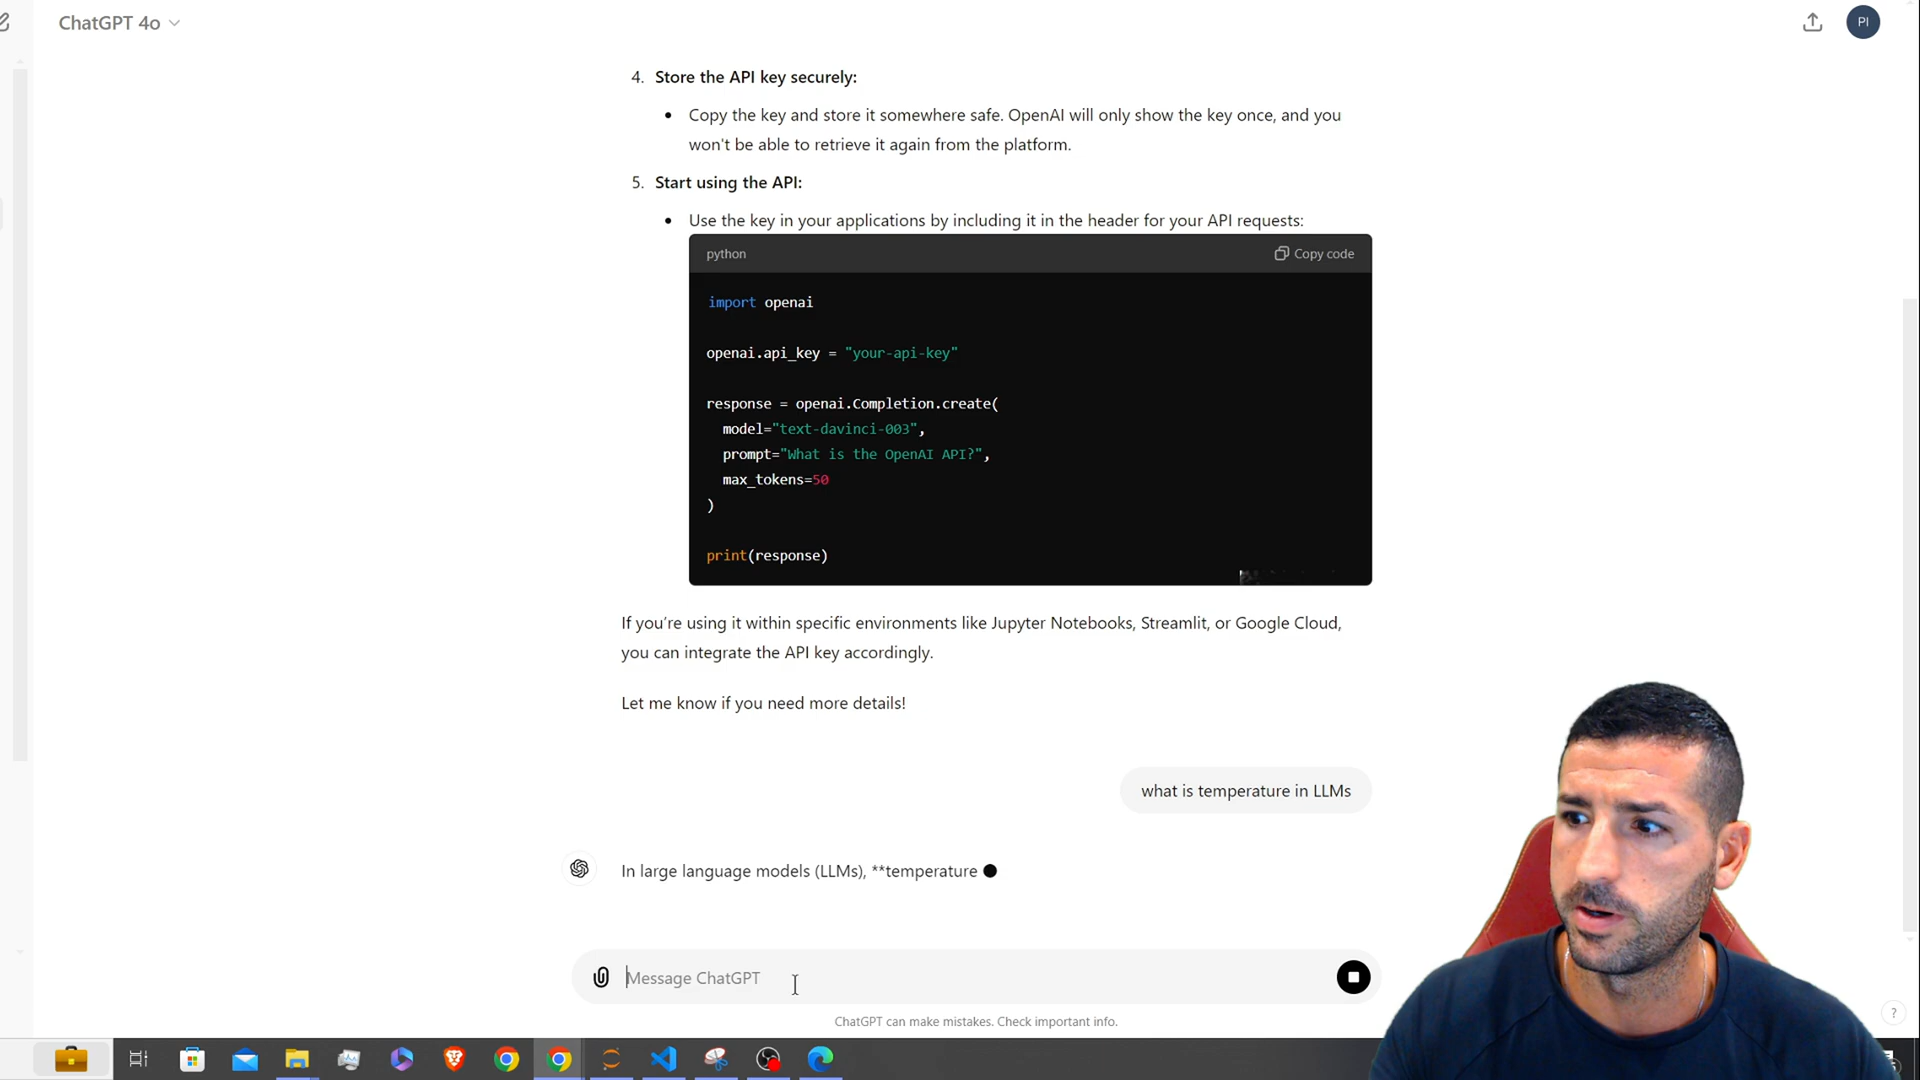 ChatGPT 4o
PI
4. Store the API key securely:
• Copy the key and store it somewhere safe. OpenAI will only show the key once, and you
won't be able to retrieve it again from the platform.
5. Start using the API:
• Use the key in your applications by including it in the header for your API requests:
python
Copy code
import openai
openai.api_key = "your-api-key"
response = openai.Completion.create(
model="text-davinci-003",
prompt="What is the OpenAI API?",
max_tokens=50
)
print(response)
If you’re using it within specific environments like Jupyter Notebooks, Streamlit, or Google Cloud,
you can integrate the API key accordingly.
Let me know if you need more details!
what is temperature in LLMs
In large language models (LLMs), **temperature
Message ChatGPT
ChatGPT can make mistakes. Check important info.
?